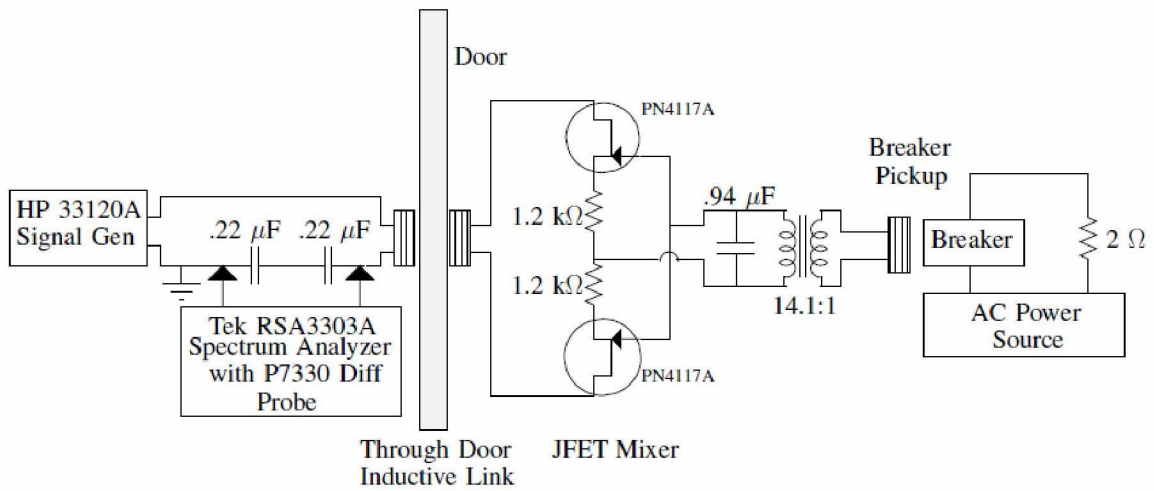 Door
PN4117A
Breaker
Pickup
HP 33120A
Signal Gen
.22 μF
.22 μF
1.2 kΩ
.94 μF
Breaker
2 Ω
1.2 kΩ
14.1:1
AC Power
Source
Tek RSA3303A
Spectrum Analyzer
with P7330 Diff
Probe
PN4117A
Through Door
Inductive Link
JFET Mixer